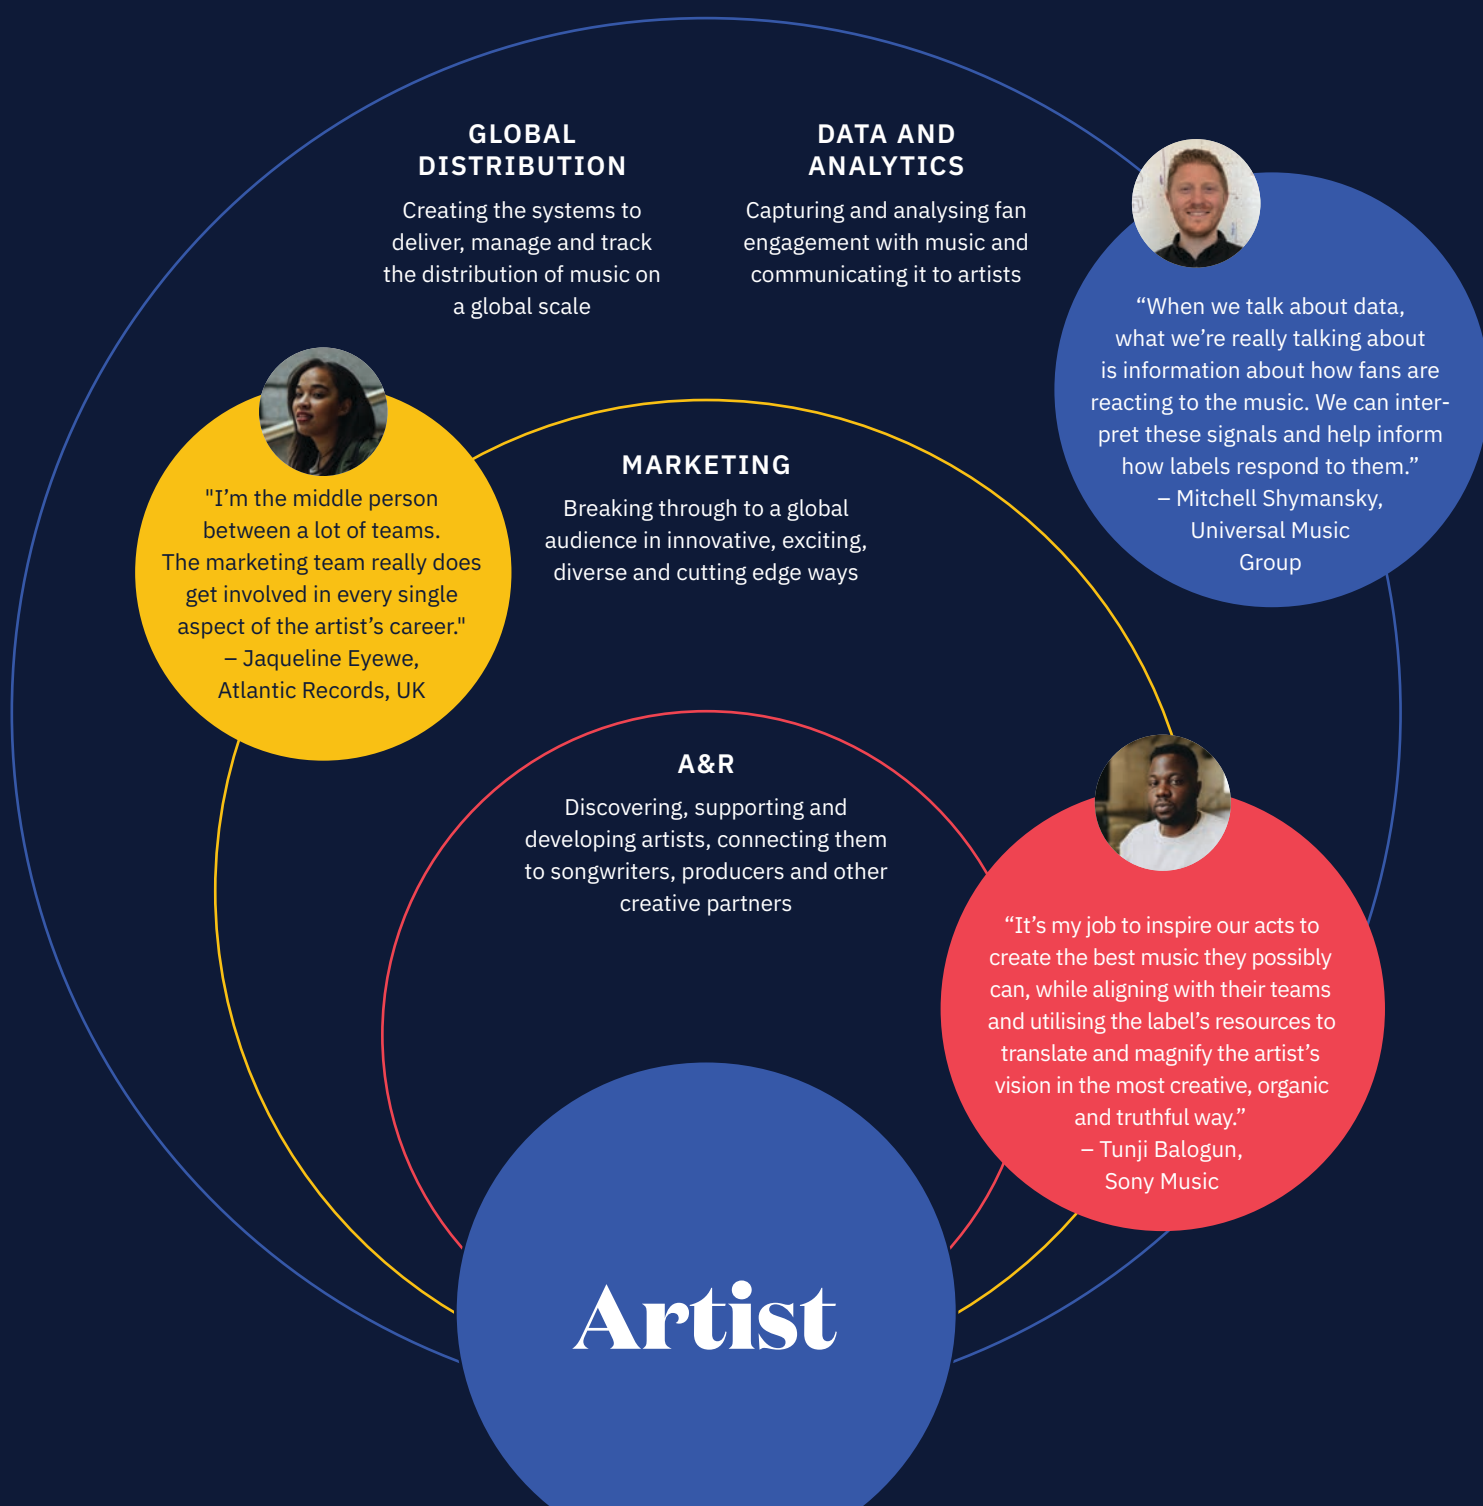 GLOBAL
DISTRIBUTION
Creating the systems to
deliver, manage and track
the distribution of music on
a global scale
DATA AND
ANALYTICS
Capturing and analysing fan
engagement with music and
communicating it to artists
“When we talk about data,
what we’re really talking about
is information about how fans are
reacting to the music. We can inter-
pret these signals and help inform
how labels respond to them.”
– Mitchell Shymansky,
Universal Music
Group
"I’m the middle person
between a lot of teams.
The marketing team really does
get involved in every single
aspect of the artist’s career."
– Jaqueline Eyewe,
Atlantic Records, UK
MARKETING
Breaking through to a global
audience in innovative, exciting,
diverse and cutting edge ways
A&R
Discovering, supporting and
developing artists, connecting them
to songwriters, producers and other
creative partners
“It’s my job to inspire our acts to
create the best music they possibly
can, while aligning with their teams
and utilising the label’s resources to
translate and magnify the artist’s
vision in the most creative, organic
and truthful way.”
– Tunji Balogun,
Sony Music
Artist